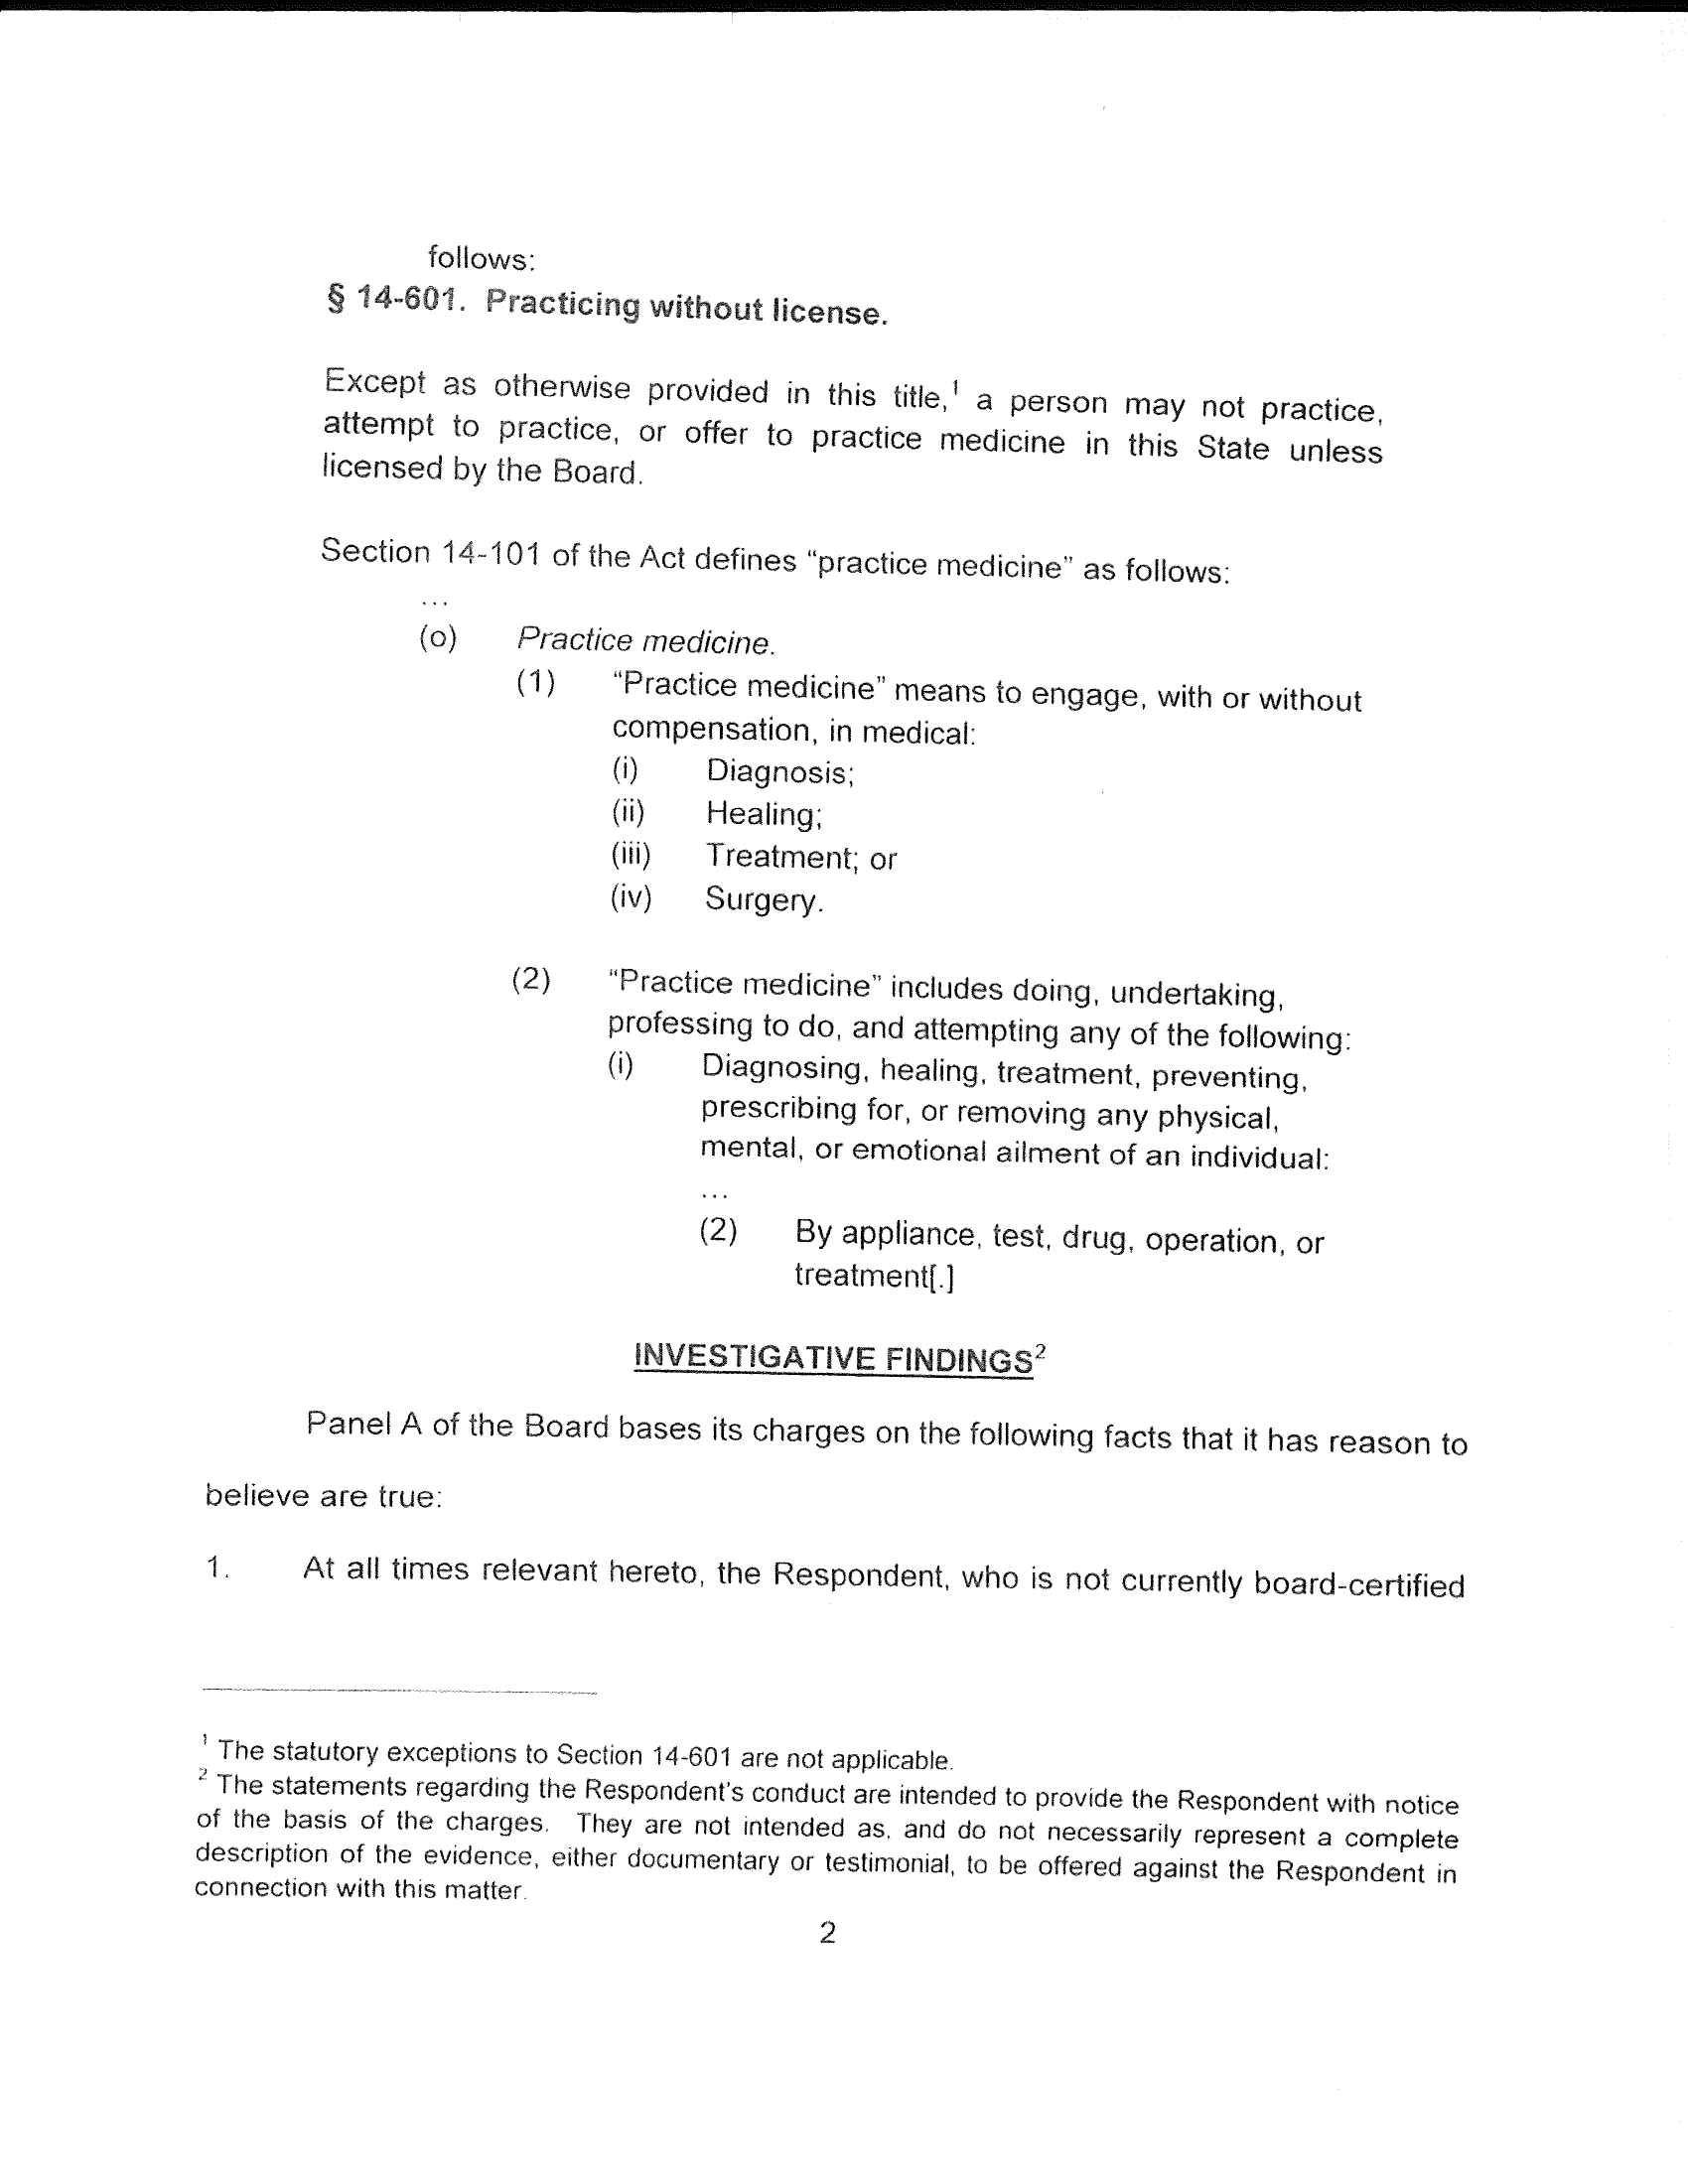 follows:
§ 14-601. Practicing without license.
Except as otherwise provided in this title,¹ a person may not practice,
attempt to practice, or offer to practice medicine in this State unless
licensed by the Board.
Section 14-101 of the Act defines “practice medicine” as follows:
...
(o) Practice medicine.
(1) “Practice medicine” means to engage, with or without
compensation, in medical:
(i) Diagnosis;
(ii) Healing;
(iii) Treatment; or
(iv) Surgery.
(2) “Practice medicine” includes doing, undertaking,
professing to do, and attempting any of the following:
(i) Diagnosing, healing, treatment, preventing,
prescribing for, or removing any physical,
mental, or emotional ailment of an individual:
...
(2) By appliance, test, drug, operation, or
treatment[.]
INVESTIGATIVE FINDINGS²
Panel A of the Board bases its charges on the following facts that it has reason to
believe are true:
1. At all times relevant hereto, the Respondent, who is not currently board-certified
¹ The statutory exceptions to Section 14-601 are not applicable.
² The statements regarding the Respondent's conduct are intended to provide the Respondent with notice
of the basis of the charges. They are not intended as, and do not necessarily represent a complete
description of the evidence, either documentary or testimonial, to be offered against the Respondent in
connection with this matter.
2